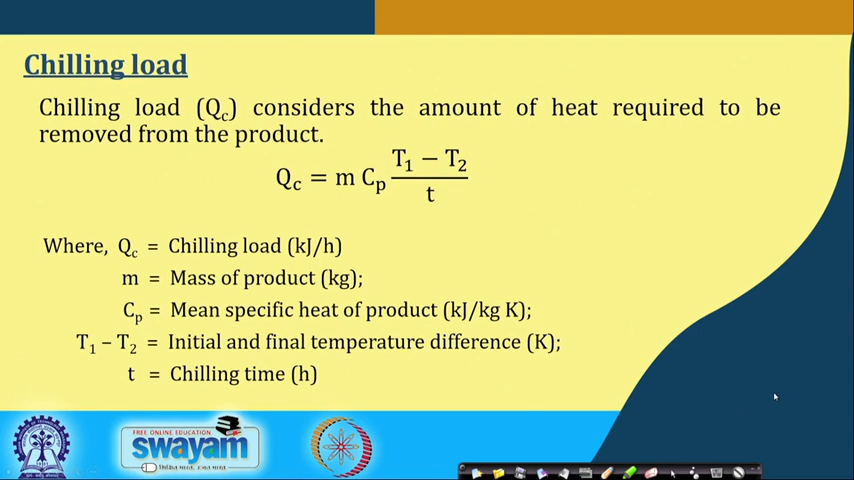 Chilling load
Chilling load (Qc) considers the amount of heat required to be
removed from the product.
Qc = m Cp (T1 − T2)/t
Where, Qc = Chilling load (kJ/h)
m = Mass of product (kg);
Cp = Mean specific heat of product (kJ/kg K);
T1 – T2 = Initial and final temperature difference (K);
t = Chilling time (h)
FREE ONLINE EDUCATION
swayam